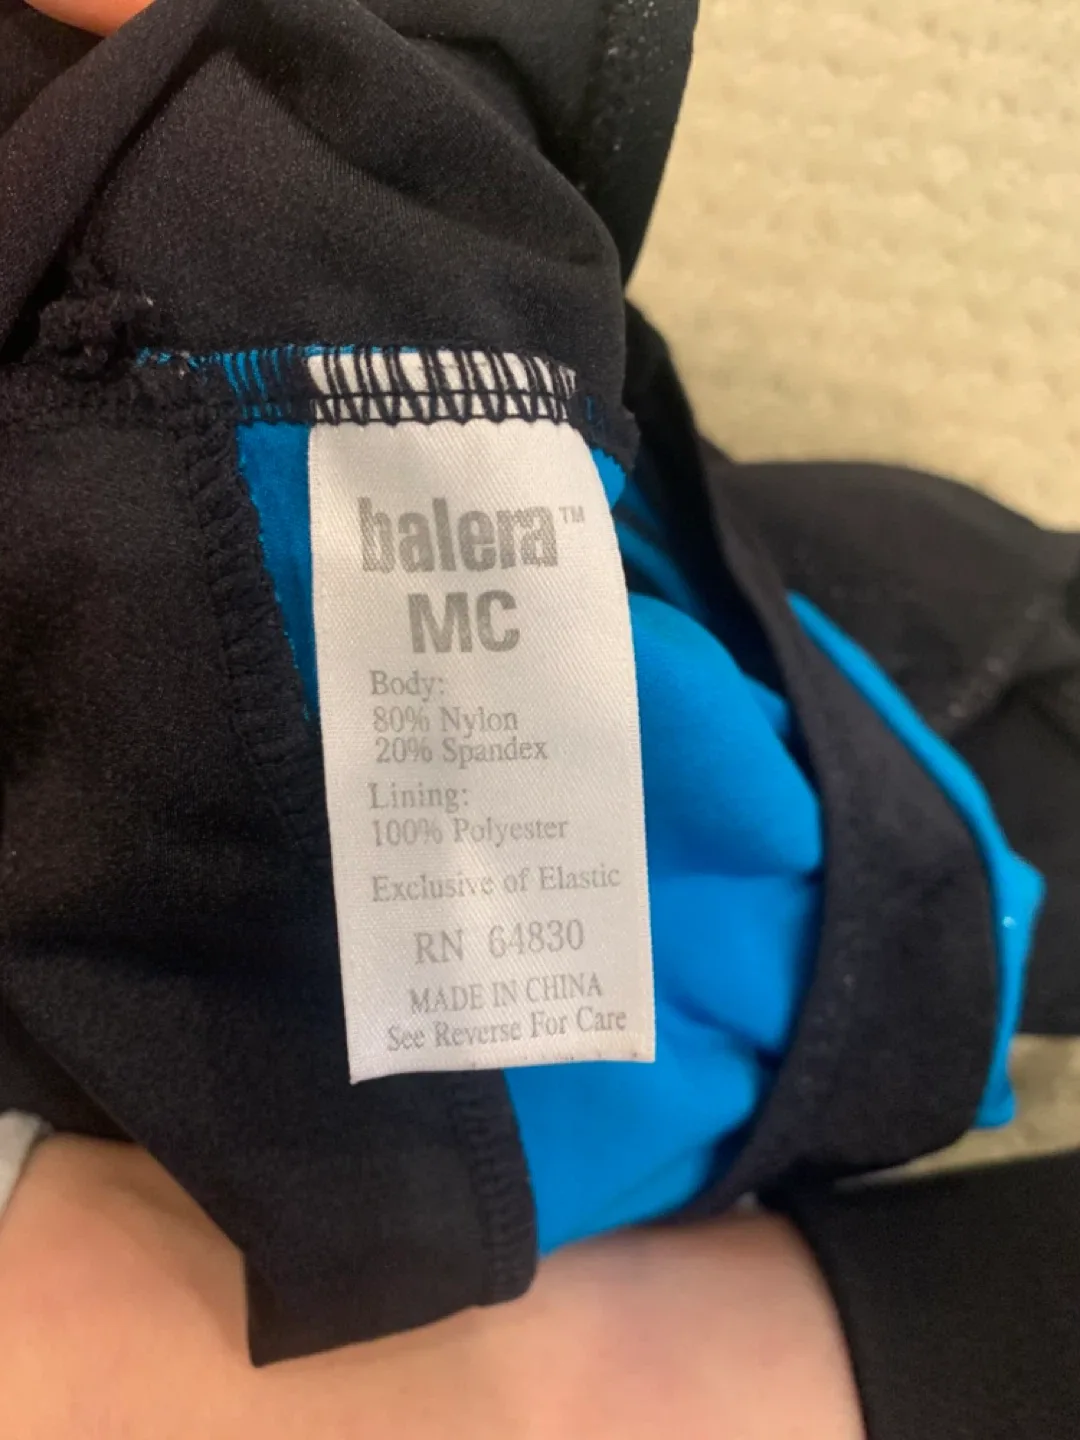 balera™
MC
Body:
80% Nylon
20% Spandex
Lining:
100% Polyester
Exclusive of Elastic
RN 64830
MADE IN CHINA
See Reverse For Care